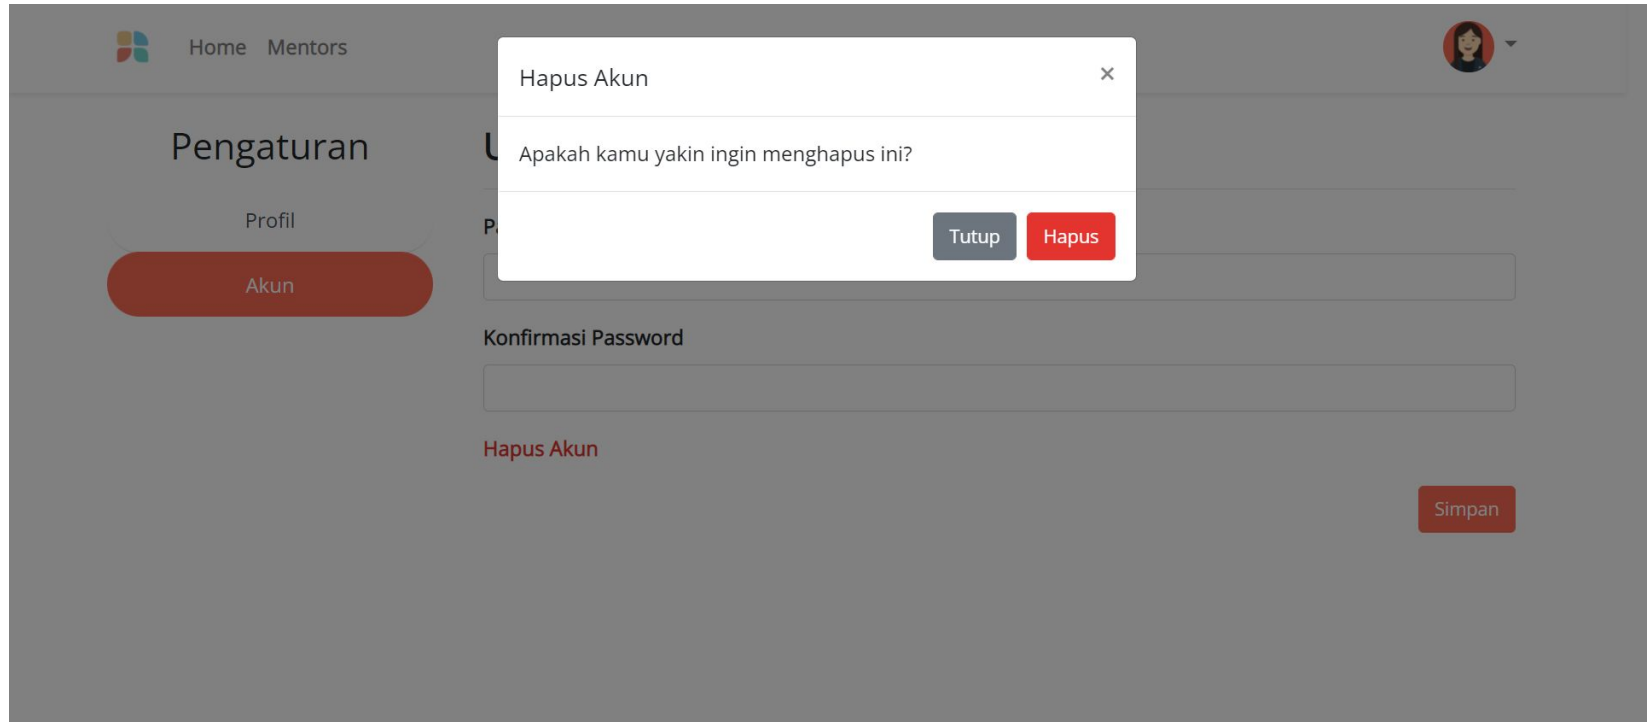 Home Mentors
Hapus Akun ×
Apakah kamu yakin ingin menghapus ini?
Tutup Hapus
Pengaturan
Profil
Akun
Konfirmasi Password
Hapus Akun
Simpan